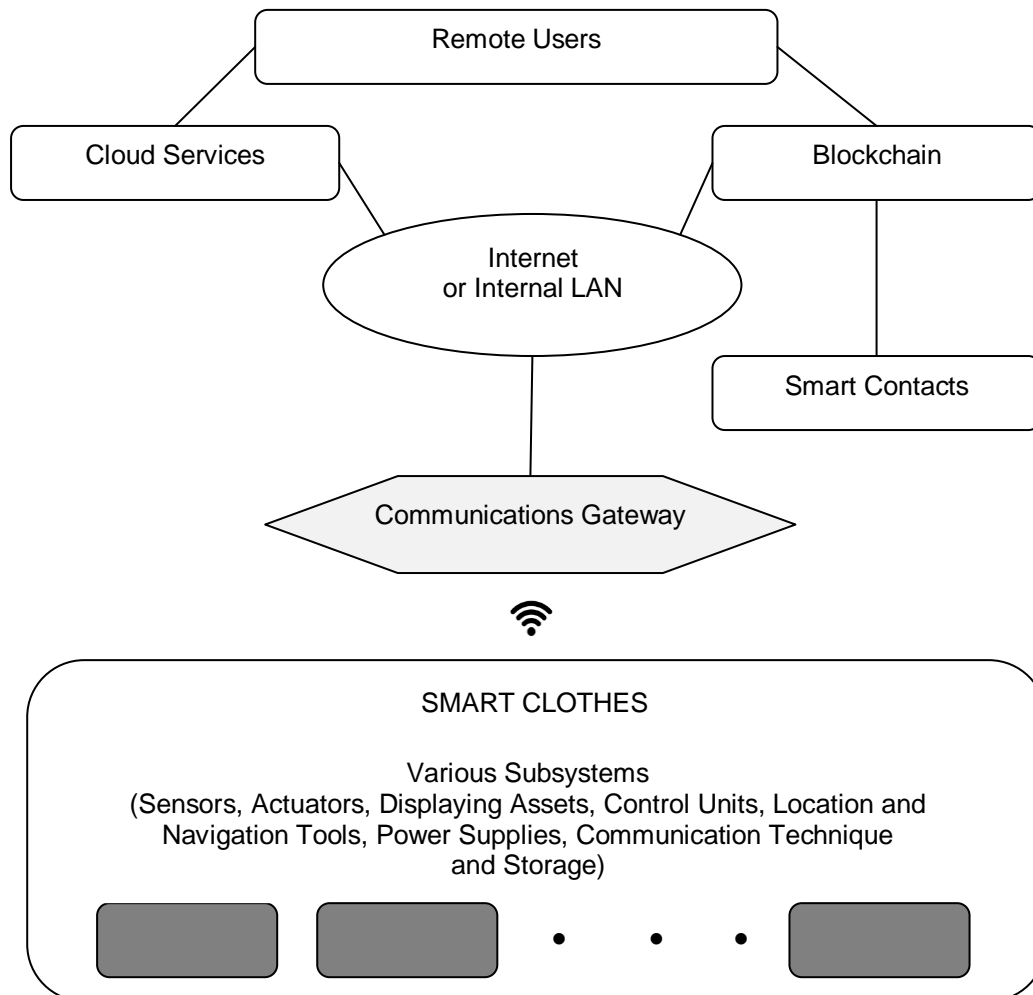 Remote Users
Cloud Services
Blockchain
Internet
or Internal LAN
Smart Contacts
Communications Gateway
SMART CLOTHES
Various Subsystems
(Sensors, Actuators, Displaying Assets, Control Units, Location and
Navigation Tools, Power Supplies, Communication Technique
and Storage)